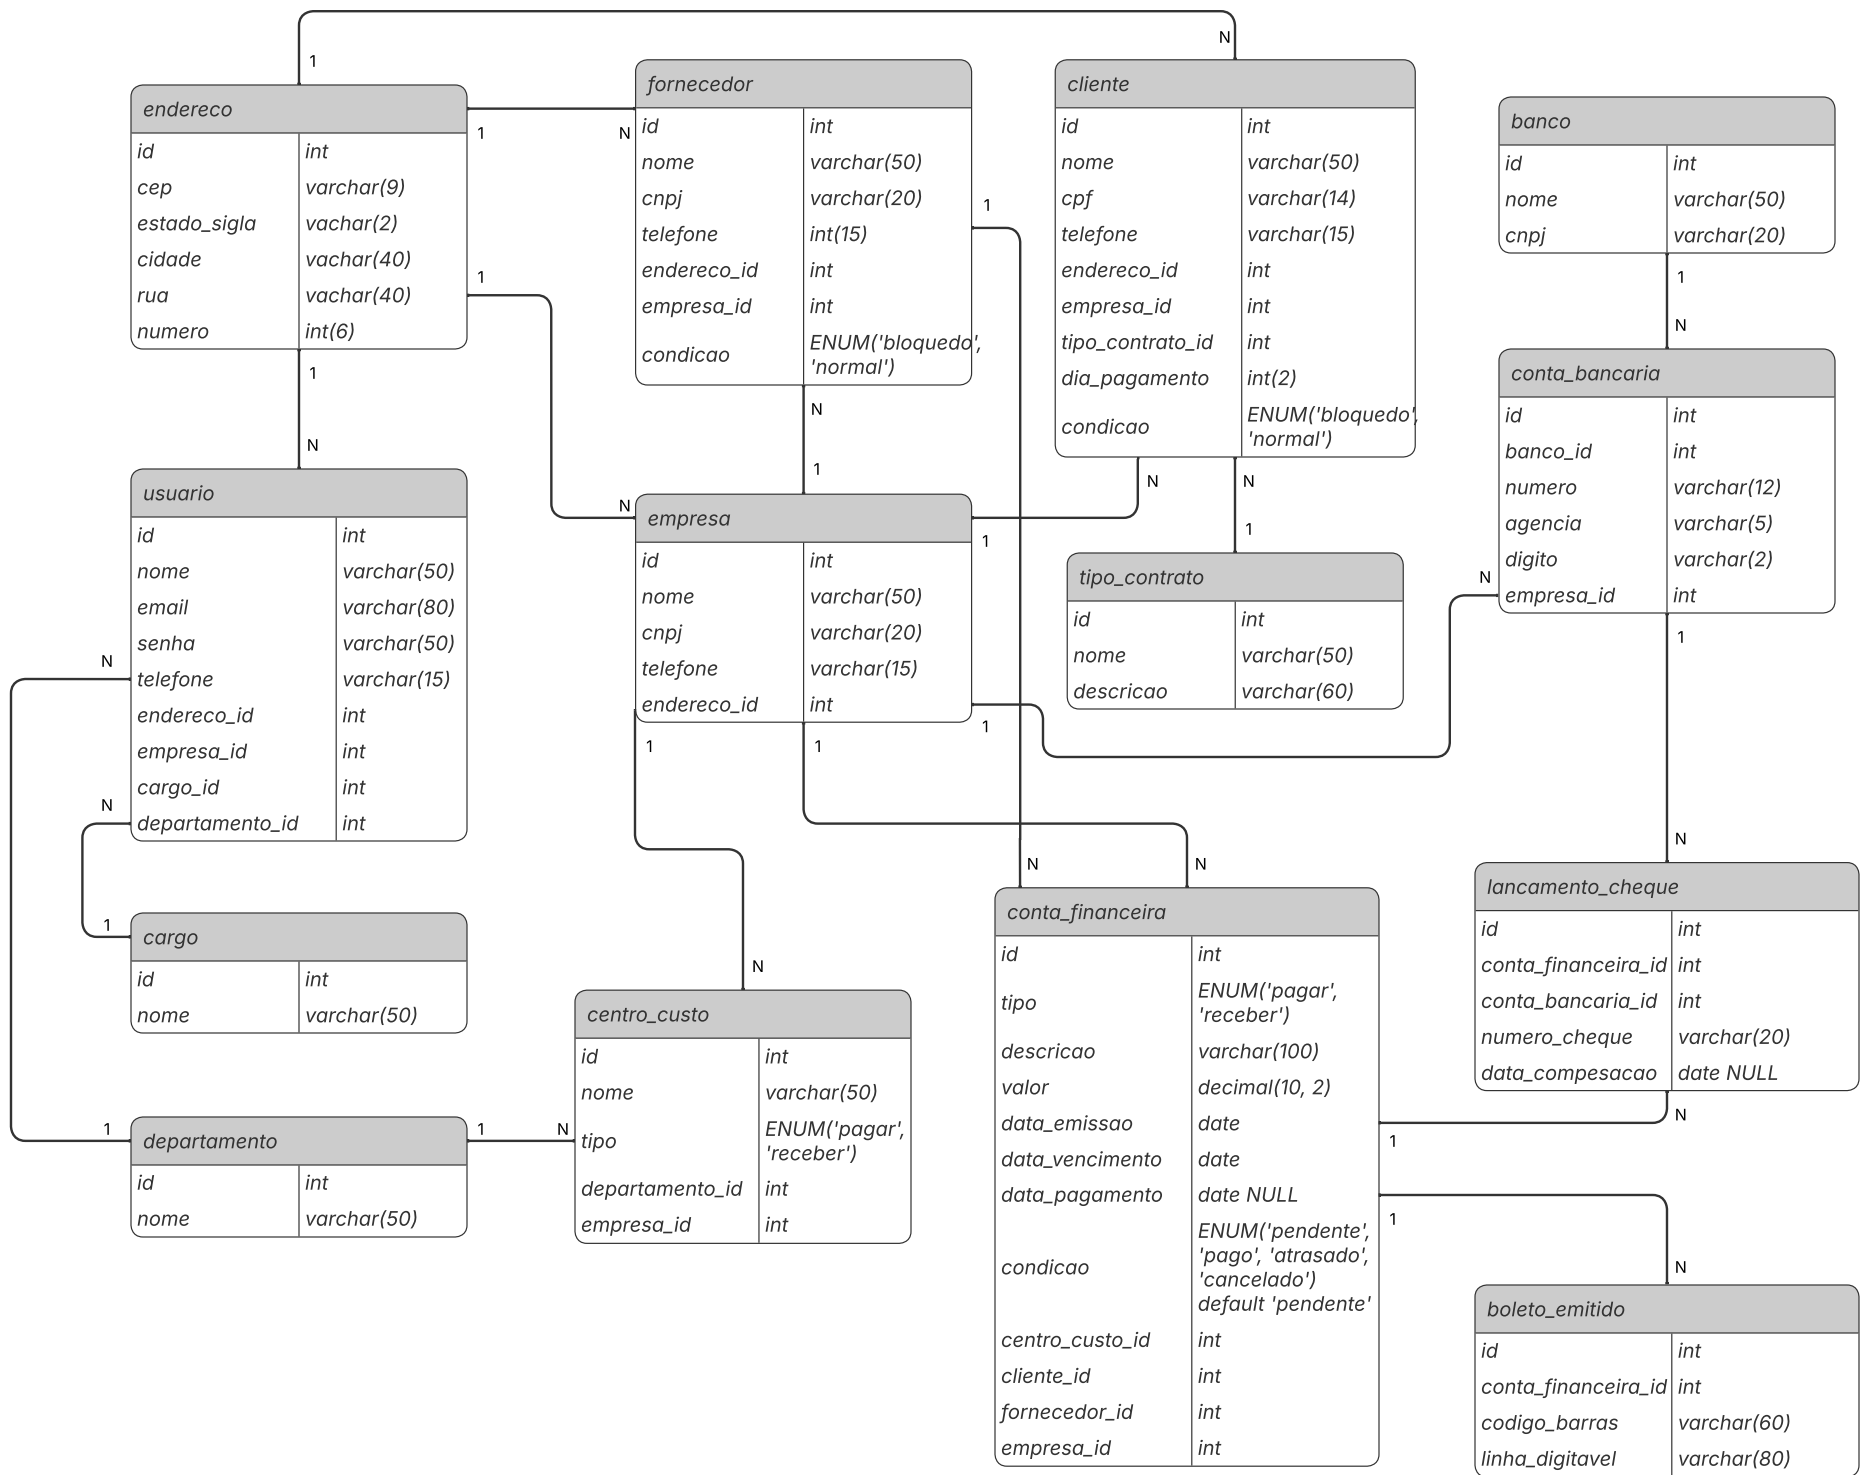 1
N
endereco
id int
cep varchar(9)
estado_sigla vachar(2)
cidade vachar(40)
rua vachar(40)
numero int(6)
1
N
1
N
1
N
fornecedor
id int
nome varchar(50)
cnpj varchar(20)
telefone int(15)
endereco_id int
empresa_id int
condicao ENUM('bloquedo',
'normal')
1
N
1
cliente
id int
nome varchar(50)
cpf varchar(14)
telefone varchar(15)
endereco_id int
empresa_id int
tipo_contrato_id int
dia_pagamento int(2)
condicao ENUM('bloquedo',
'normal')
N
1
N
1
banco
id int
nome varchar(50)
cnpj varchar(20)
1
N
conta_bancaria
id int
banco_id int
numero varchar(12)
agencia varchar(5)
digito varchar(2)
empresa_id int
N
1
N
usuario
id int
nome varchar(50)
email varchar(80)
senha varchar(50)
telefone varchar(15)
endereco_id int
empresa_id int
cargo_id int
departamento_id int
N
N
empresa
id int
nome varchar(50)
cnpj varchar(20)
telefone varchar(15)
endereco_id int
1
1
1
tipo_contrato
id int
nome varchar(50)
descricao varchar(60)
N
N
N
1
cargo
id int
nome varchar(50)
1
departamento
id int
nome varchar(50)
1
N
centro_custo
id int
nome varchar(50)
tipo ENUM('pagar',
'receber')
departamento_id int
empresa_id int
conta_financeira
id int
tipo ENUM('pagar',
'receber')
descricao varchar(100)
valor decimal(10, 2)
data_emissao date
data_vencimento date
data_pagamento date NULL
condicao ENUM('pendente',
'pago', 'atrasado',
'cancelado')
default 'pendente'
centro_custo_id int
cliente_id int
fornecedor_id int
empresa_id int
lancamento_cheque
id int
conta_financeira_id int
conta_bancaria_id int
numero_cheque varchar(20)
data_compesacao date NULL
N
1
1
N
boleto_emitido
id int
conta_financeira_id int
codigo_barras varchar(60)
linha_digitavel varchar(80)